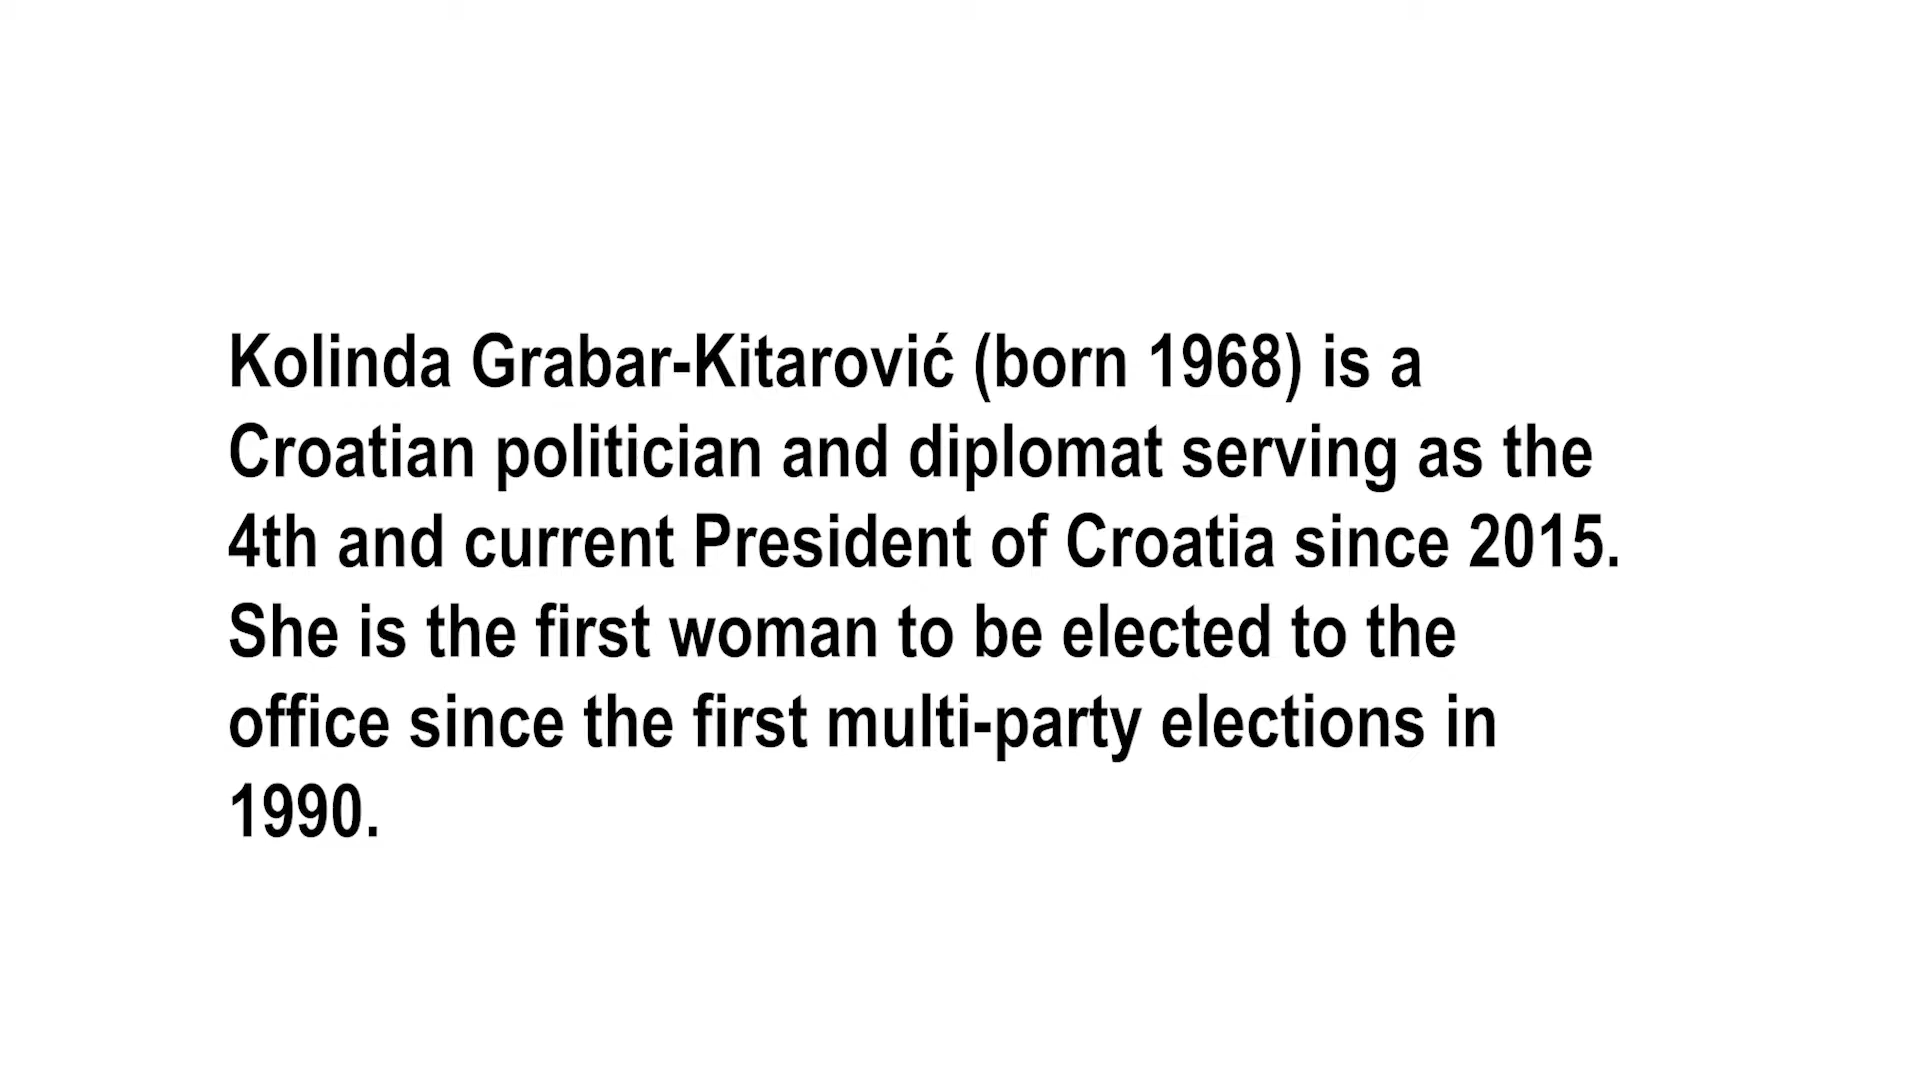 Kolinda Grabar-Kitarović (born 1968) is a
Croatian politician and diplomat serving as the
4th and current President of Croatia since 2015.
She is the first woman to be elected to the
office since the first multi-party elections in
1990.